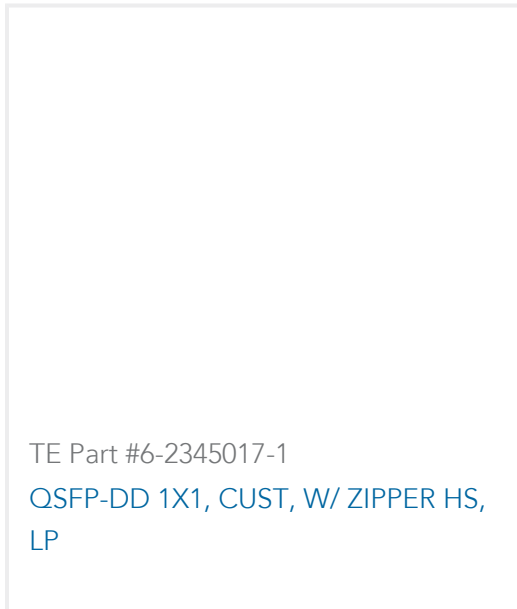 TE Part #6-2345017-1
QSFP-DD 1X1, CUST, W/ ZIPPER HS,
LP